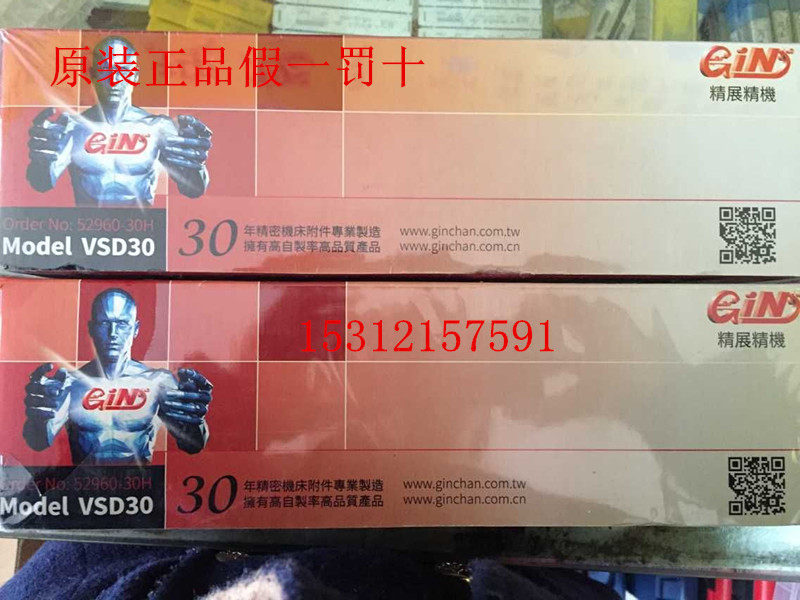 原装正品假一罚十
GiN
精展精機
GiN
Order No: 52960-30H
Model VSD30
30
年精密機床附件專業製造
擁有高自製率高品質產品
www.ginchan.com.tw
www.ginchan.com.cn
GiN
精展精機
15312157591
GiN
Order No: 52960-30H
Model VSD30
30
年精密機床附件專業製造
擁有高自製率高品質產品
www.ginchan.com.tw
www.ginchan.com.cn